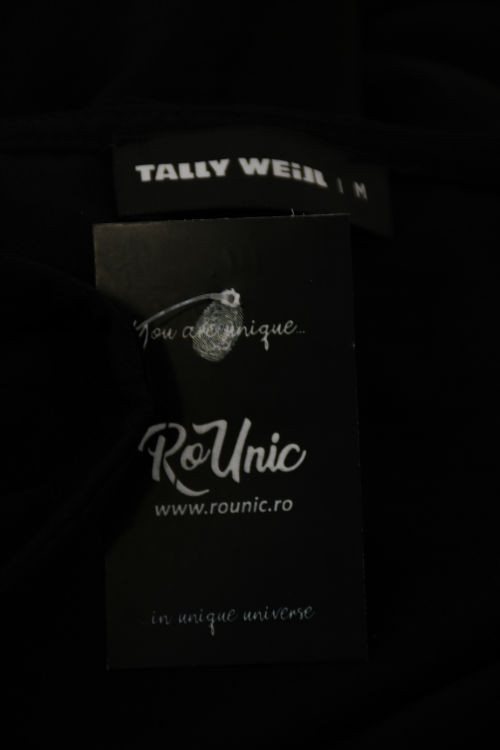 TALLY WEiJL | M
You are unique...
RoUnic
www.rounic.ro
...in unique universe